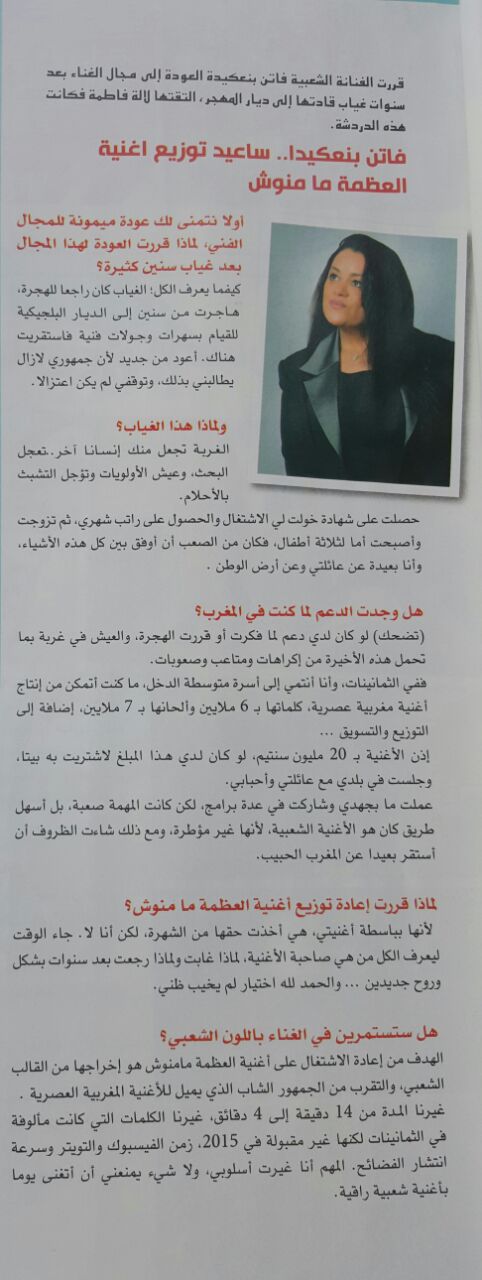 قررت الفنانة الشعبية فاتن بنعكيدة العودة إلى مجال الغناء بعد
سنوات غياب قادتها إلى ديار المهجر، التقتها لالة فاطمة فكانت
هذه الدردشة.
فاتن بنعكيدا.. ساعيد توزيع اغنية
العظمة ما منوش
أولا نتمنى لك عودة ميمونة للمجال
الفني، لماذا قررت العودة لهذا المجال
بعد غياب سنين كثيرة؟
كيفما يعرف الكل؛ الغياب كان راجعا للهجرة،
هاجرت من سنين إلى الديار البلجيكية
للقيام بسهرات وجولات فنية فاستقريت
هناك. أعود من جديد لأن جمهوري لازال
يطالبني بذلك، وتوقفي لم يكن اعتزالا.
ولماذا هذا الغياب؟
الغربة تجعل منك إنسانا آخر..تعجل
البحث، وعيش الأولويات وتؤجل التشبث
بالأحلام.
حصلت على شهادة خولت لي الاشتغال والحصول على راتب شهري، ثم تزوجت
وأصبحت أما لثلاثة أطفال، فكان من الصعب أن أوفق بين كل هذه الأشياء،
وأنا بعيدة عن عائلتي وعن أرض الوطن .
هل وجدت الدعم لما كنت في المغرب؟
(تضحك) لو كان لدي دعم لما فكرت أو قررت الهجرة، والعيش في غربة بما
تحمل هذه الأخيرة من إكراهات ومتاعب وصعوبات.
ففي الثمانينات، وأنا أنتمي إلى أسرة متوسطة الدخل، ما كنت أتمكن من إنتاج
أغنية مغربية عصرية، كلماتها بـ 6 ملايين وألحانها بـ 7 ملايين، إضافة إلى
التوزيع والتسويق ...
إذن الأغنية بـ 20 مليون سنتيم، لو كان لدي هذا المبلغ لاشتريت به بيتا،
وجلست في بلدي مع عائلتي وأحبابي.
عملت ما بجهدي وشاركت في عدة برامج، لكن كانت المهمة صعبة، بل أسهل
طريق كان هو الأغنية الشعبية، لأنها غير مؤطرة، ومع ذلك شاءت الظروف أن
أستقر بعيدا عن المغرب الحبيب.
لماذا قررت إعادة توزيع أغنية العظمة ما منوش؟
لأنها بباسطة أغنيتي، هي أخذت حقها من الشهرة، لكن أنا لا. جاء الوقت
ليعرف الكل من هي صاحبة الأغنية، لماذا غابت ولماذا رجعت بعد سنوات بشكل
وروح جديدين ... والحمد لله اختيار لم يخيب ظني.
هل ستستمرين في الغناء باللون الشعبي؟
الهدف من إعادة الاشتغال على أغنية العظمة مامنوش هو إخراجها من القالب
الشعبي، والتقرب من الجمهور الشاب الذي يميل للأغنية المغربية العصرية .
غيرنا المدة من 14 دقيقة إلى 4 دقائق، غيرنا الكلمات التي كانت مألوفة
في الثمانينات لكنها غير مقبولة في 2015، زمن الفيسبوك والتويتر وسرعة
انتشار الفضائح. المهم أنا غيرت أسلوبي، ولا شيء يمنعني أن أتغنى يوما
بأغنية شعبية راقية.